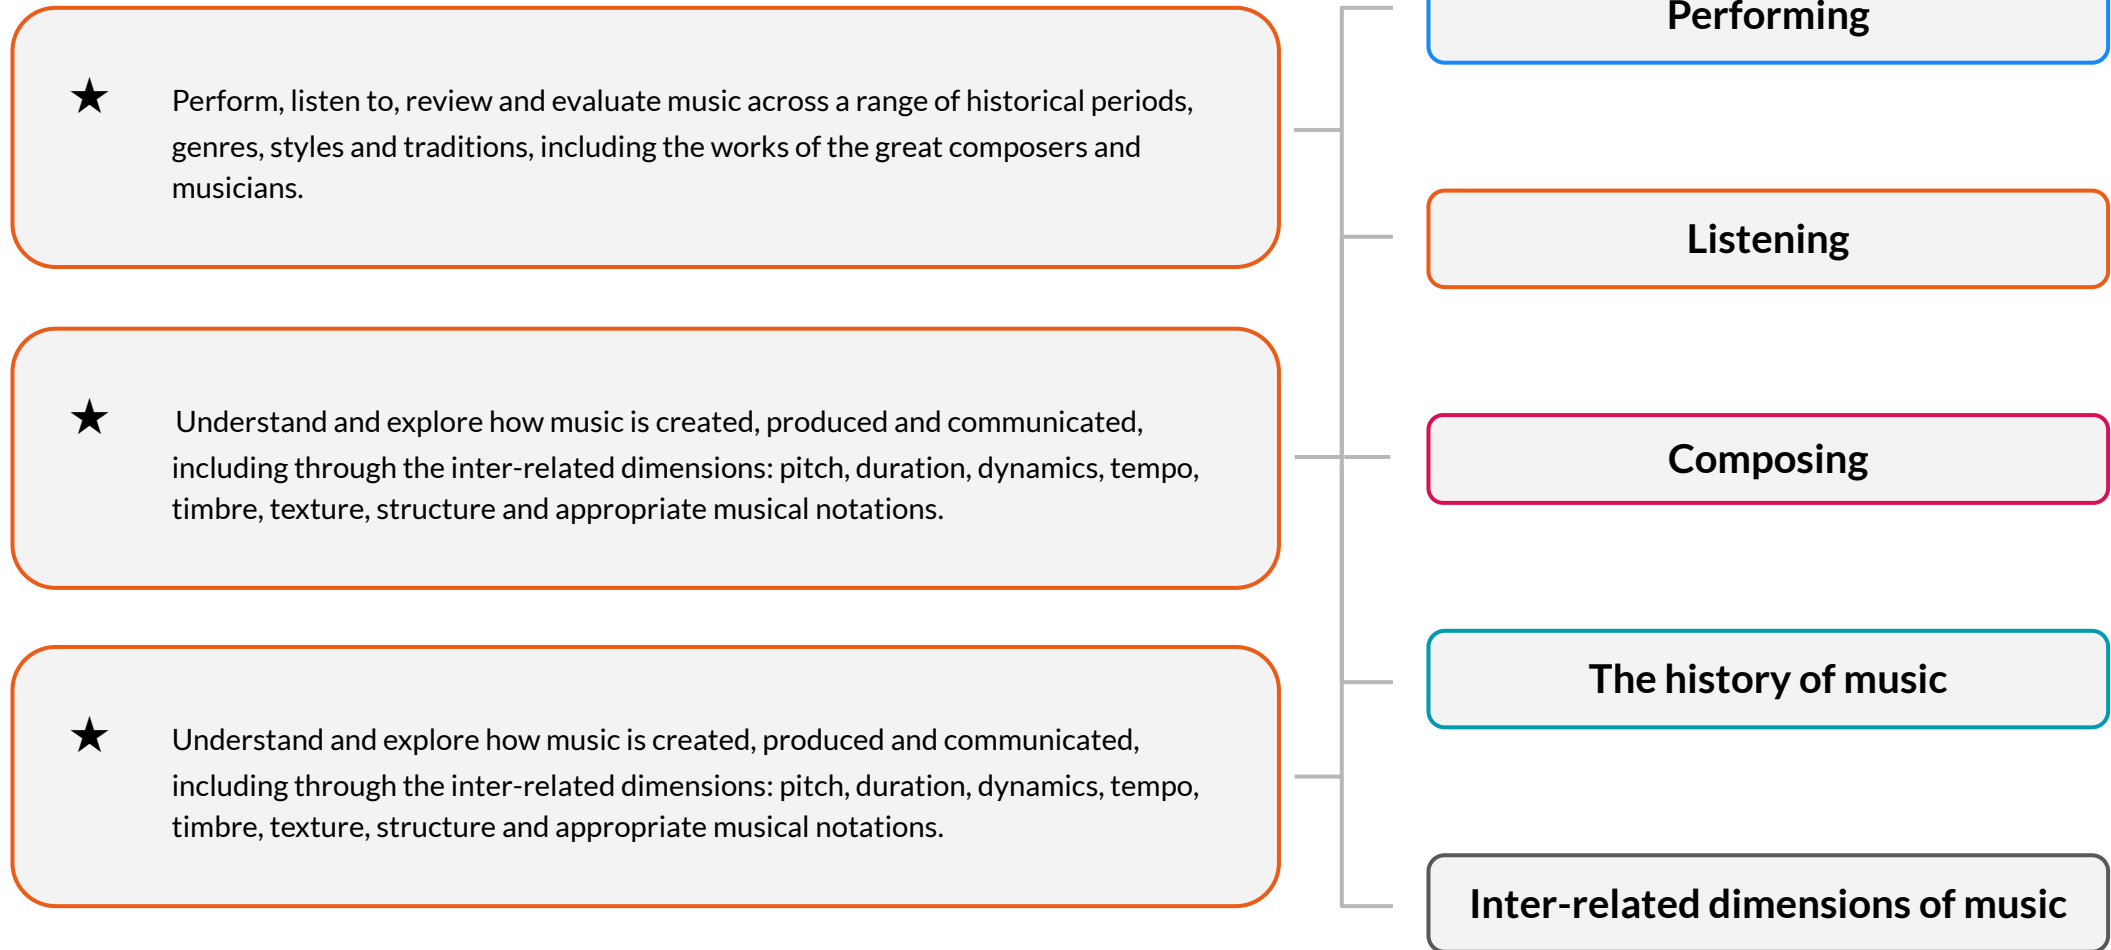 Perform, listen to, review and evaluate music across a range of historical periods,
genres, styles and traditions, including the works of the great composers and
musicians.
Understand and explore how music is created, produced and communicated,
including through the inter-related dimensions: pitch, duration, dynamics, tempo,
timbre, texture, structure and appropriate musical notations.
Understand and explore how music is created, produced and communicated,
including through the inter-related dimensions: pitch, duration, dynamics, tempo,
timbre, texture, structure and appropriate musical notations.
Performing
Listening
Composing
The history of music
Inter-related dimensions of music